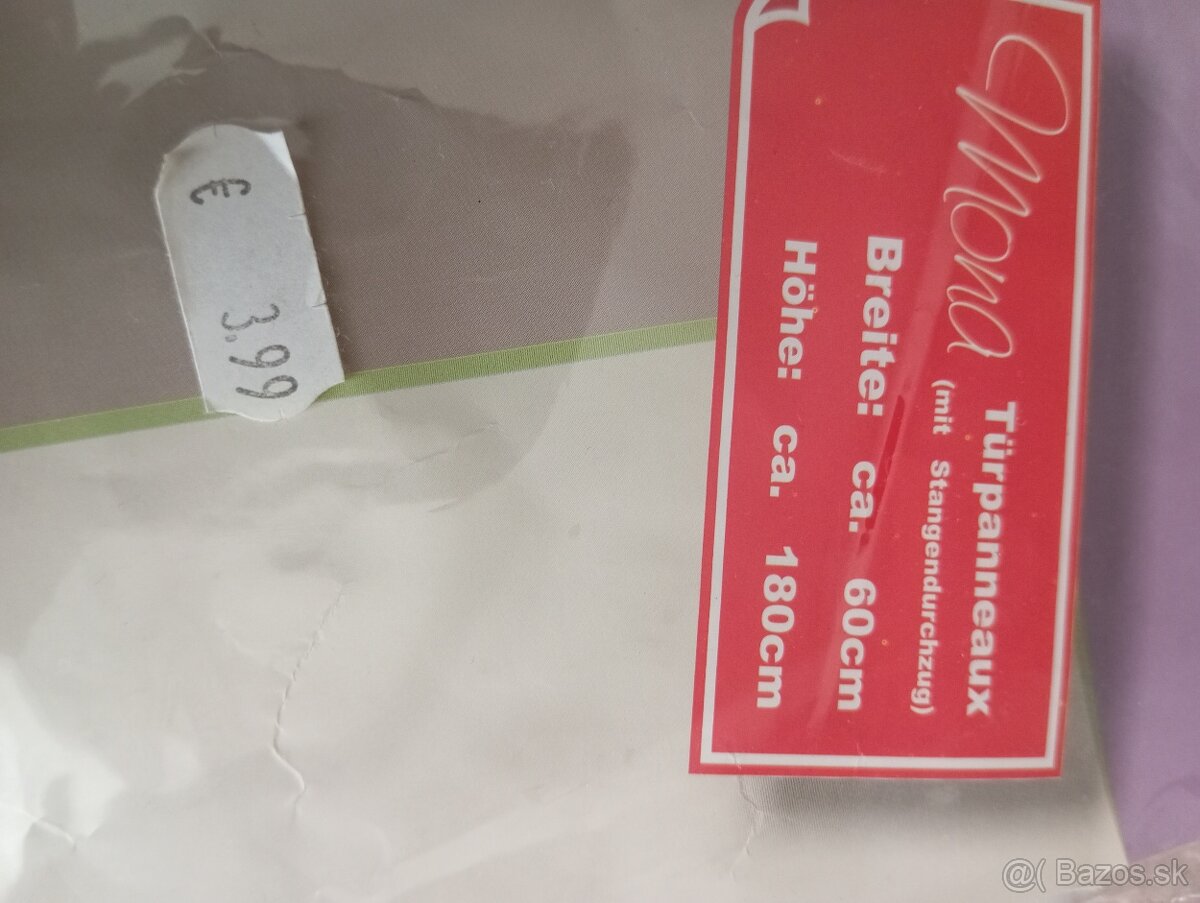 Mona Türpanneaux
(mit Stangendurchzug)
Breite: ca. 60cm
Höhe: ca. 180cm
€ 3.99
@( Bazos.sk